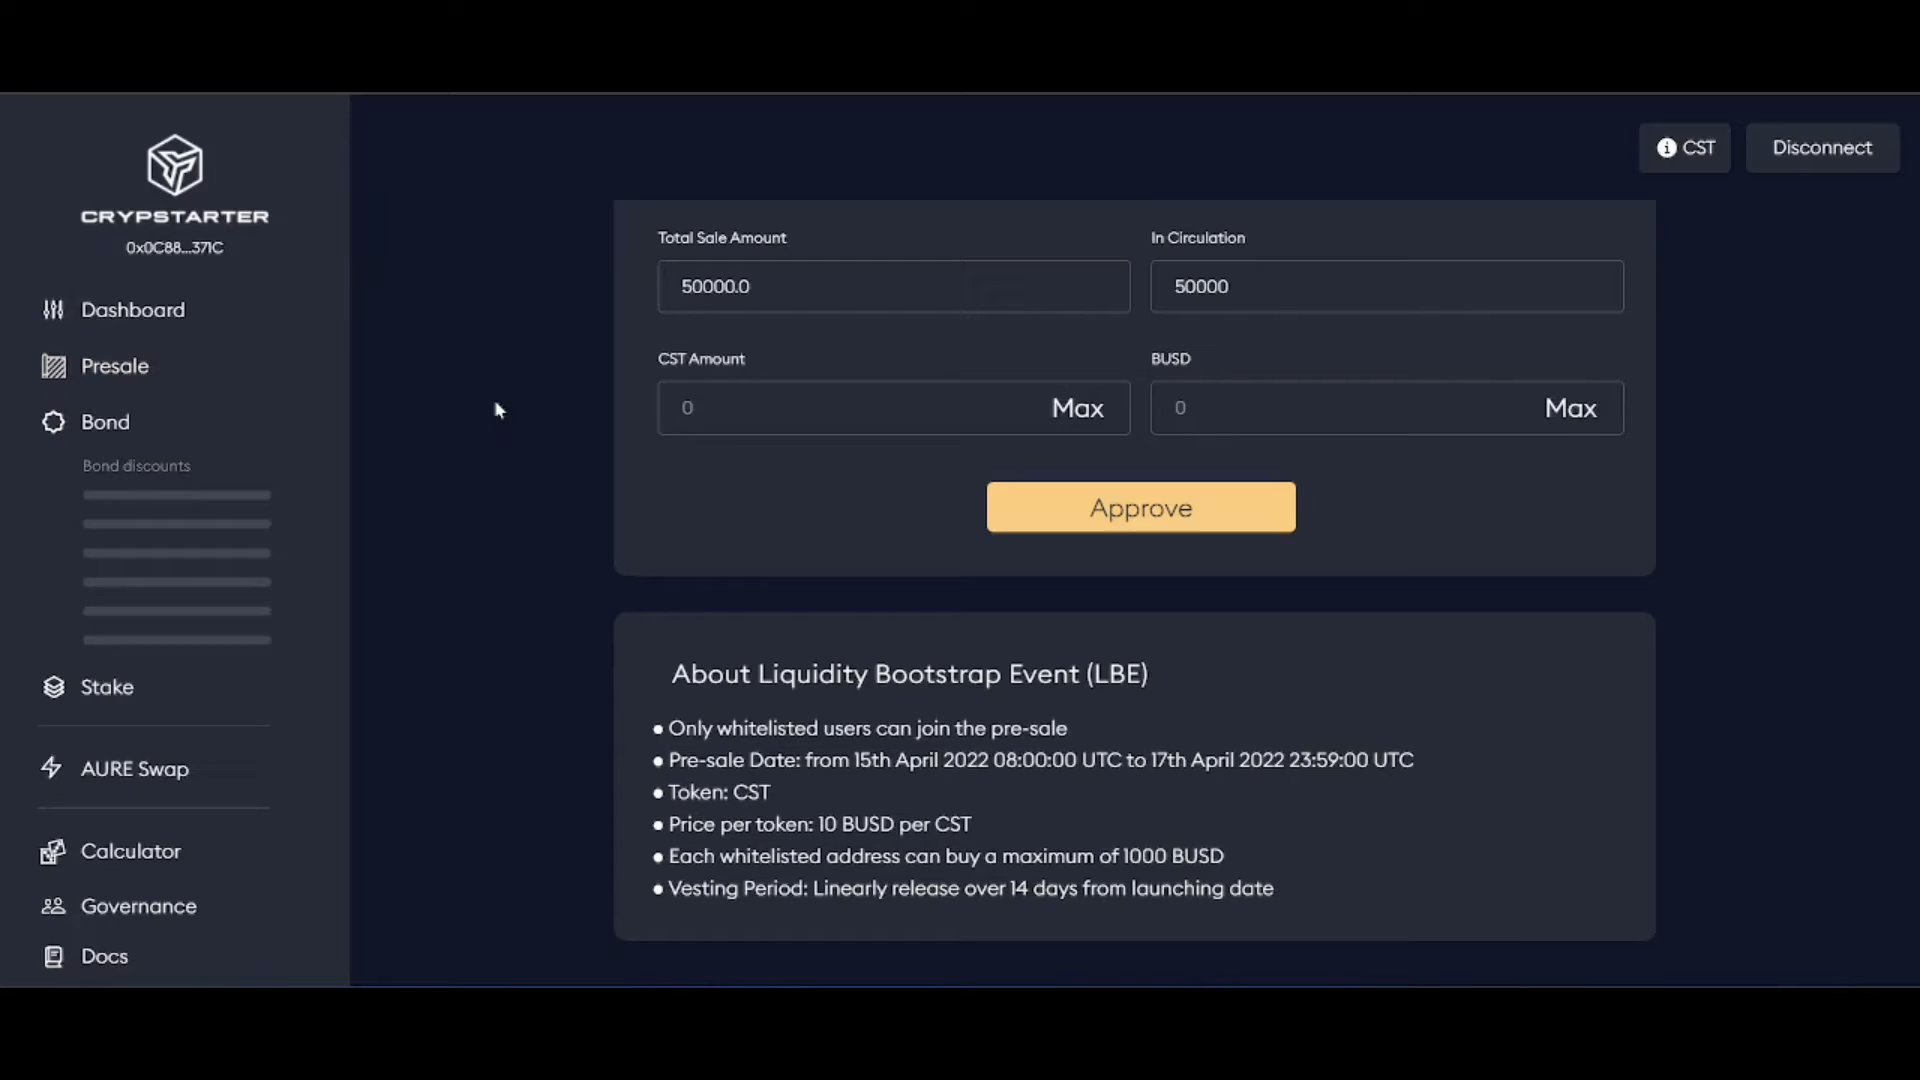 CRYPSTARTER
0x0C88...371C
Dashboard
Presale
Bond
Bond discounts
Stake
AURE Swap
Calculator
Governance
Docs
CST
Disconnect
Total Sale Amount
In Circulation
50000.0
50000
CST Amount
BUSD
0 Max
0 Max
Approve
About Liquidity Bootstrap Event (LBE)
● Only whitelisted users can join the pre-sale
● Pre-sale Date: from 15th April 2022 08:00:00 UTC to 17th April 2022 23:59:00 UTC
● Token: CST
● Price per token: 10 BUSD per CST
● Each whitelisted address can buy a maximum of 1000 BUSD
● Vesting Period: Linearly release over 14 days from launching date